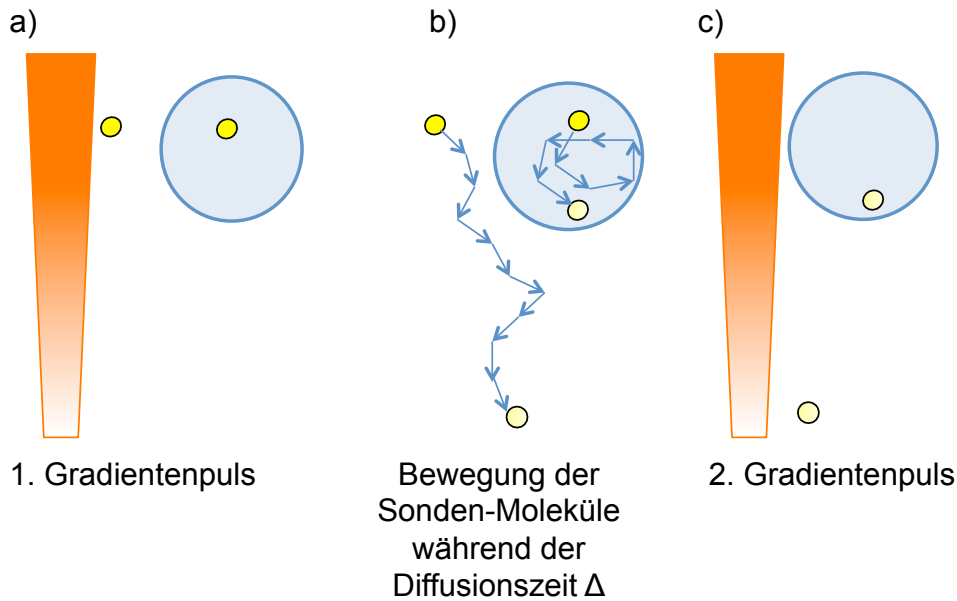 a)
b)
c)
1. Gradientenpuls
Bewegung der
Sonden-Moleküle
während der
Diffusionszeit Δ
2. Gradientenpuls